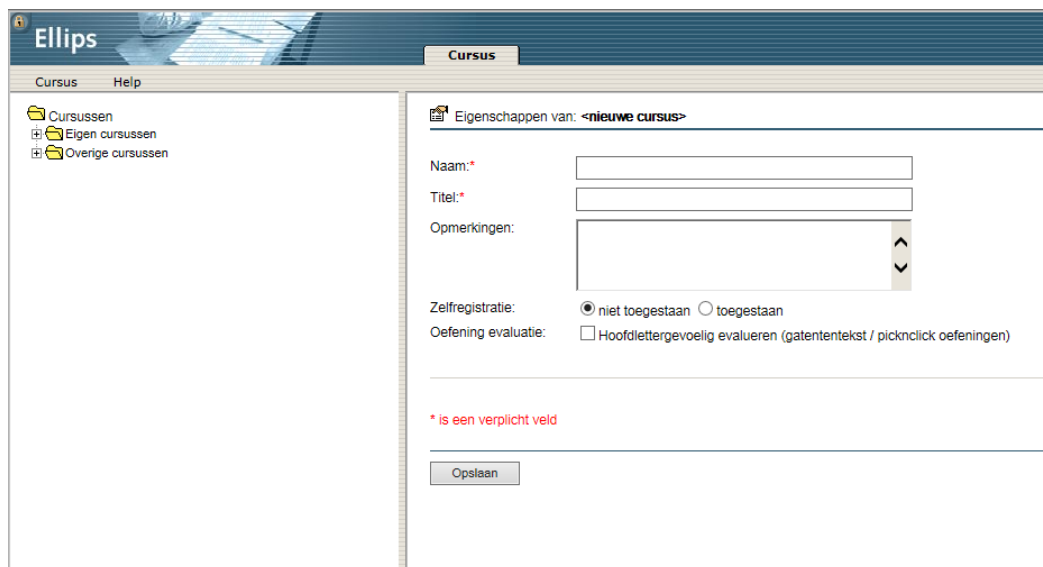 Ellips
Cursus
Cursus Help
Cursussen
Eigen cursussen
Overige cursussen
Eigenschappen van: <nieuwe cursus>
Naam:*
Titel:*
Opmerkingen:
Zelfregistratie: niet toegestaan toegestaan
Oefening evaluatie: Hoofdlettergevoelig evalueren (gatententekst / picknclick oefeningen)
* is een verplicht veld
Opslaan